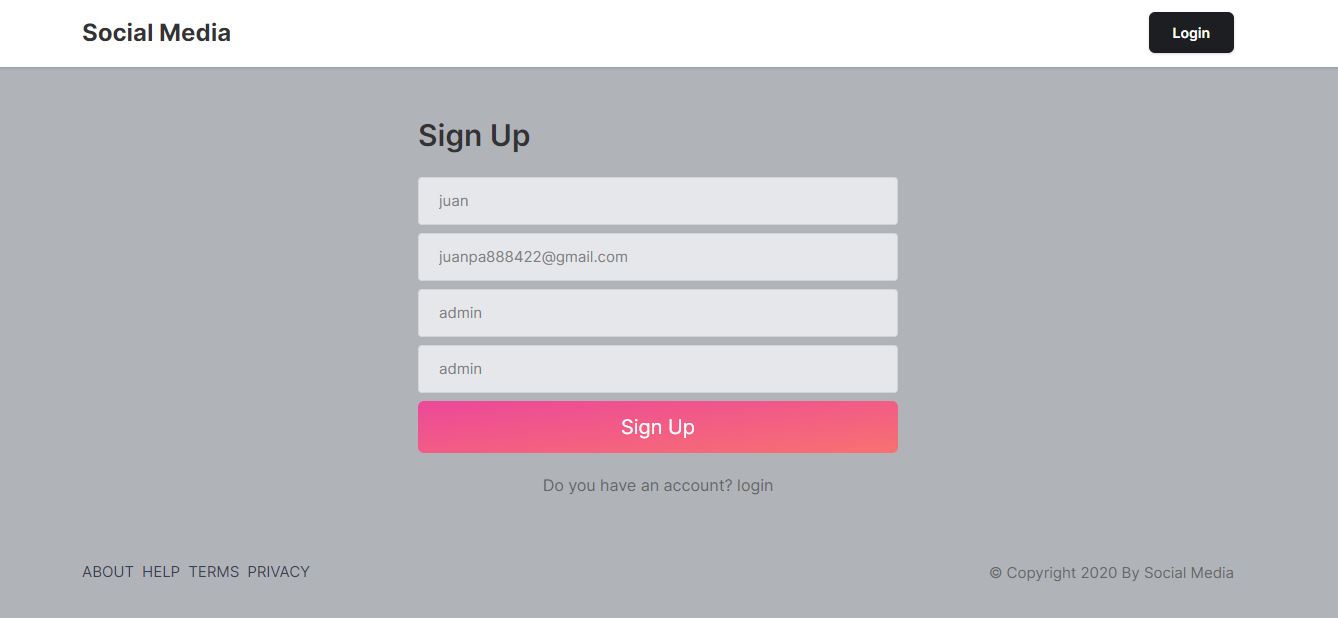 Social Media
Login
Sign Up
juan
juanpa888422@gmail.com
admin
admin
Sign Up
Do you have an account? login
ABOUT HELP TERMS PRIVACY
© Copyright 2020 By Social Media